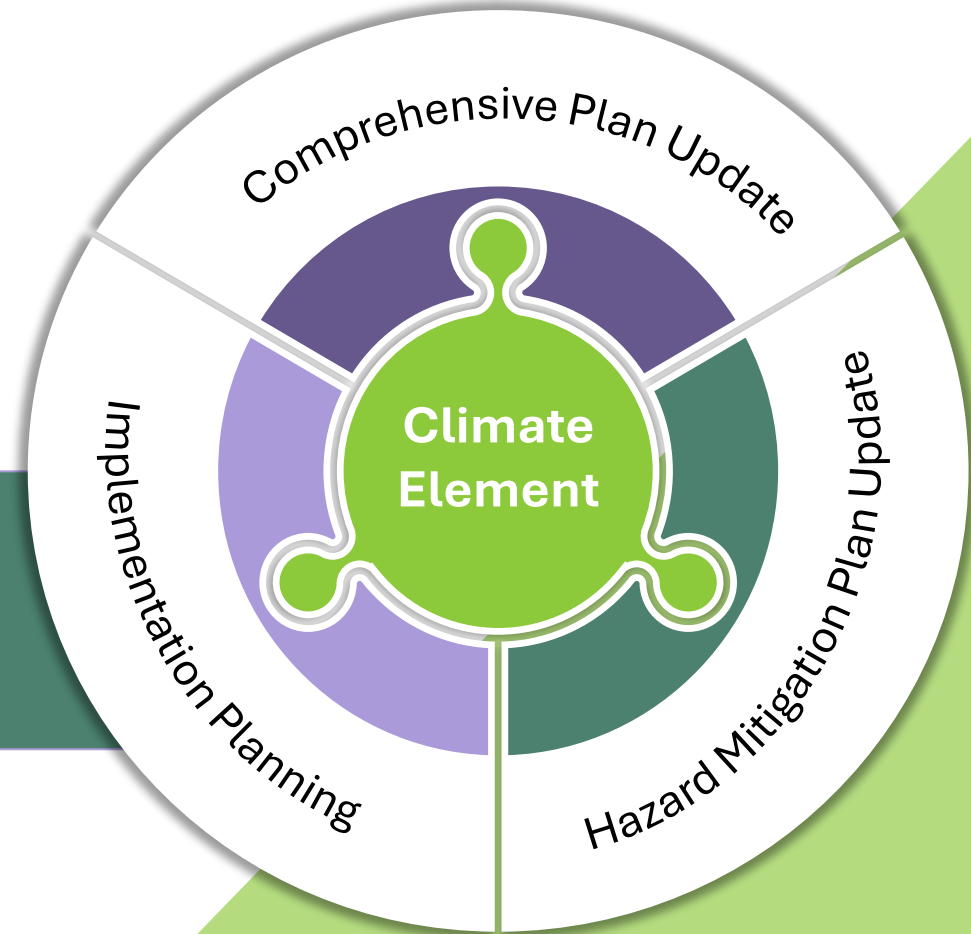 Comprehensive Plan Update
Climate
Element
Implementation Planning
Hazard Mitigation Plan Update